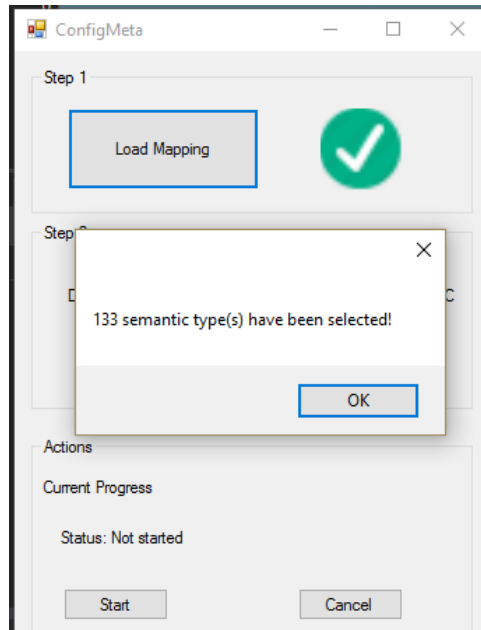 ConfigMeta
Step 1
Load Mapping
Step
133 semantic type(s) have been selected!
OK
Actions
Current Progress
Status: Not started
Start
Cancel